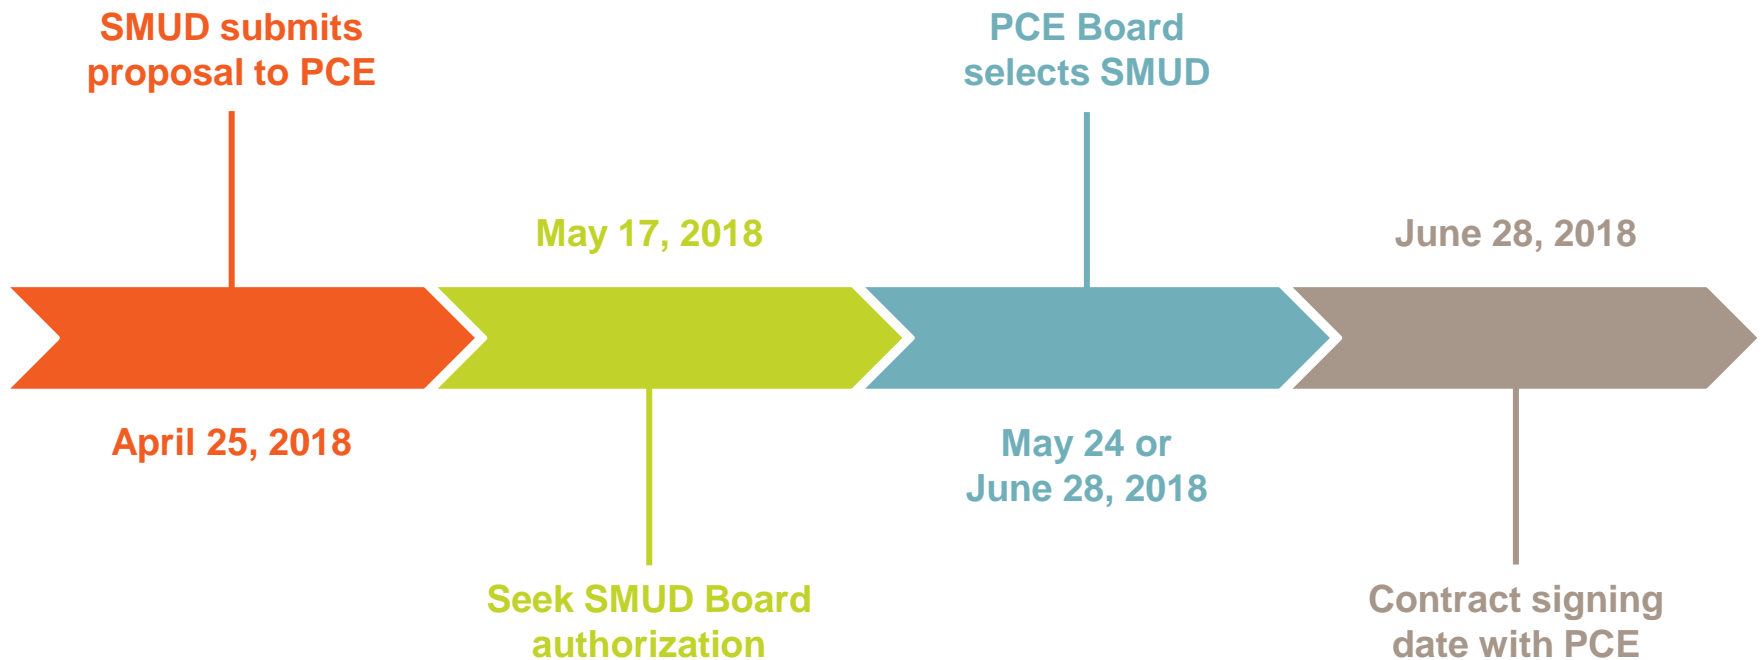 SMUD submits
proposal to PCE
April 25, 2018
May 17, 2018
Seek SMUD Board
authorization
PCE Board
selects SMUD
May 24 or
June 28, 2018
June 28, 2018
Contract signing
date with PCE